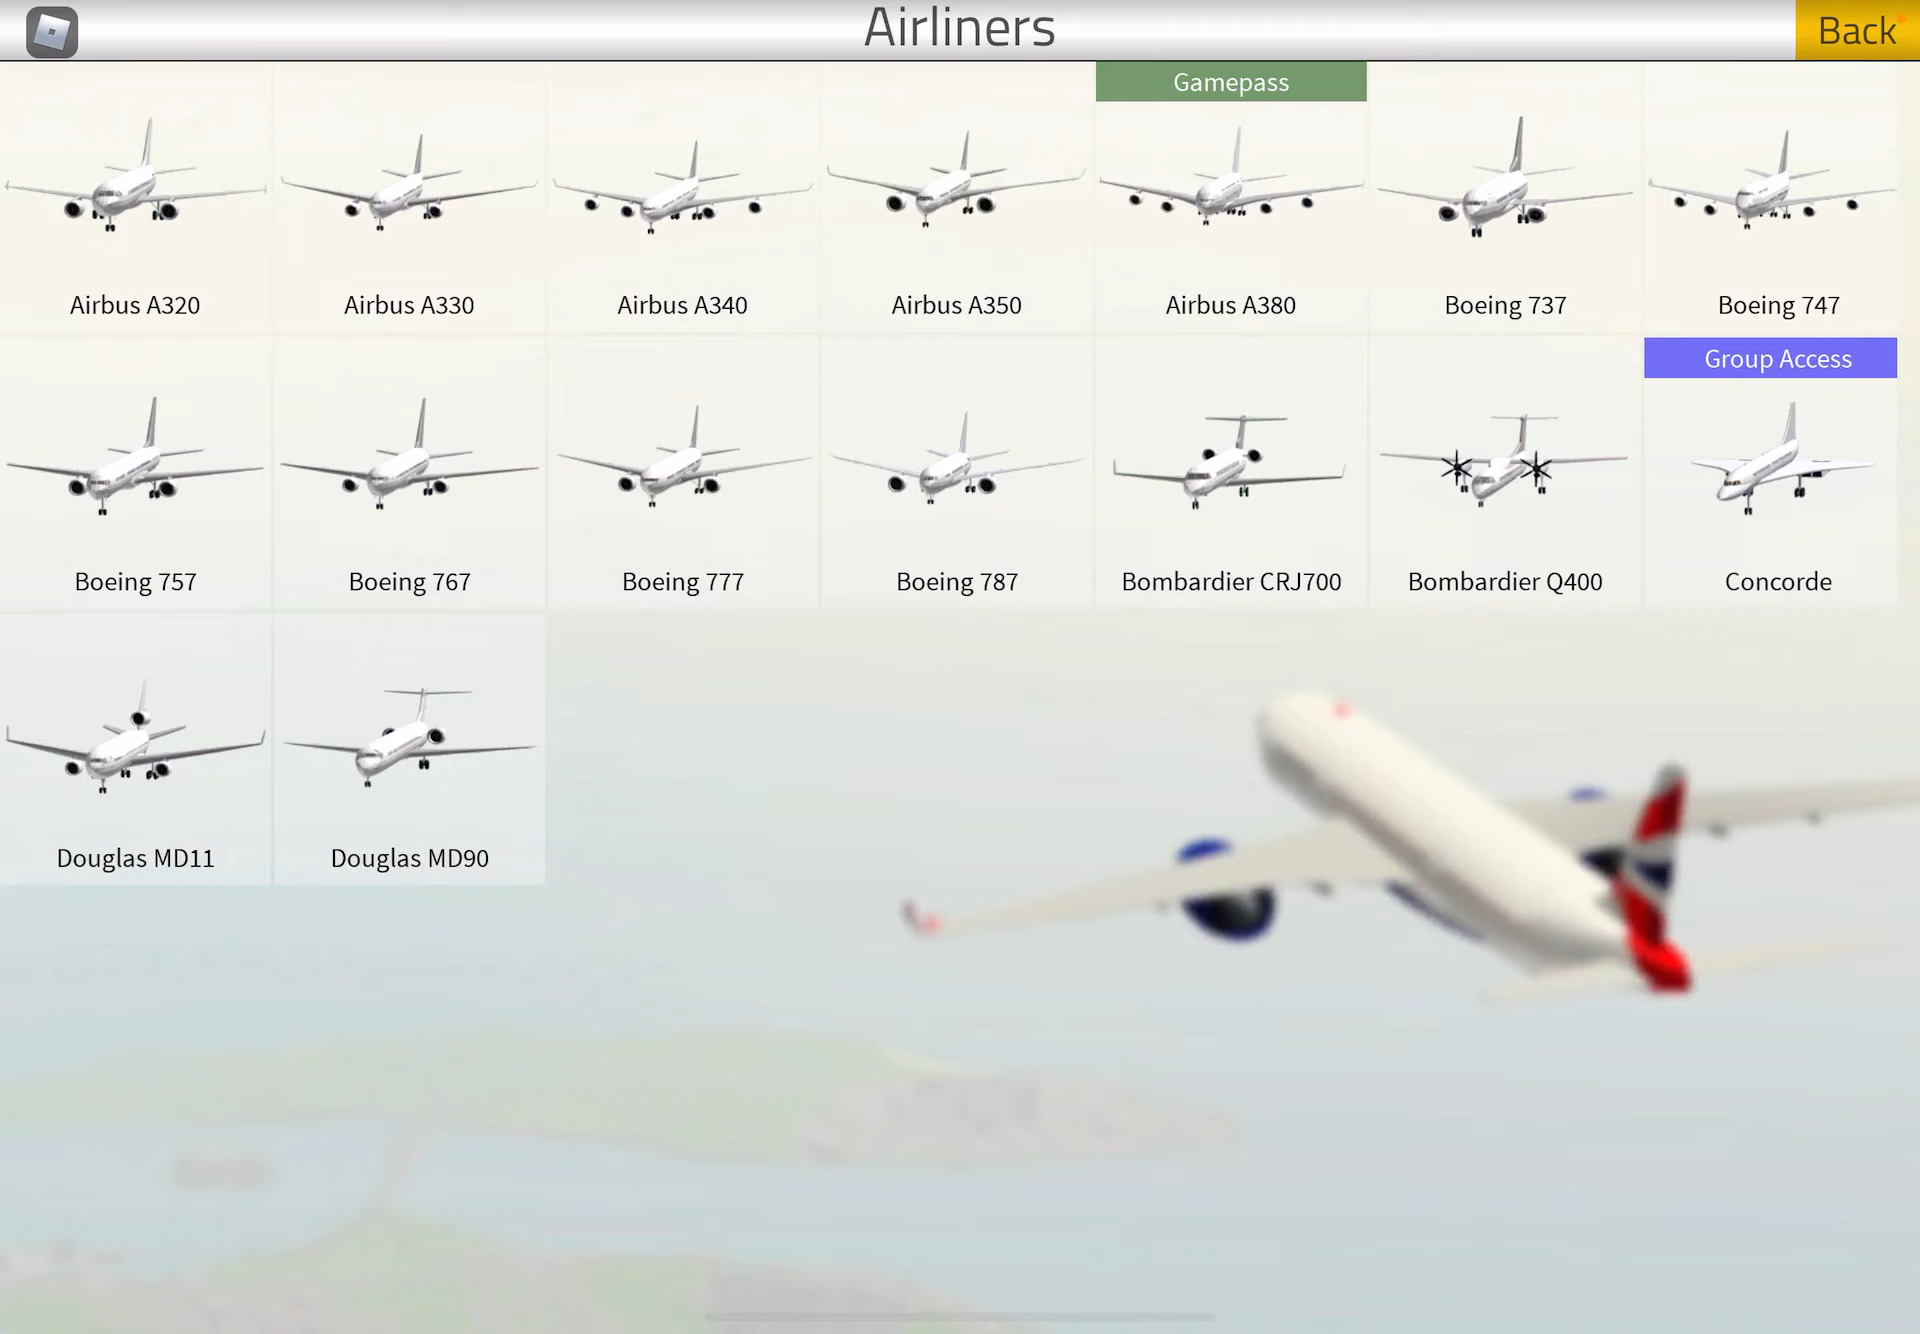 Airliners
Back
Gamepass
Airbus A320
Airbus A330
Airbus A340
Airbus A350
Airbus A380
Boeing 737
Boeing 747
Group Access
Boeing 757
Boeing 767
Boeing 777
Boeing 787
Bombardier CRJ700
Bombardier Q400
Concorde
Douglas MD11
Douglas MD90